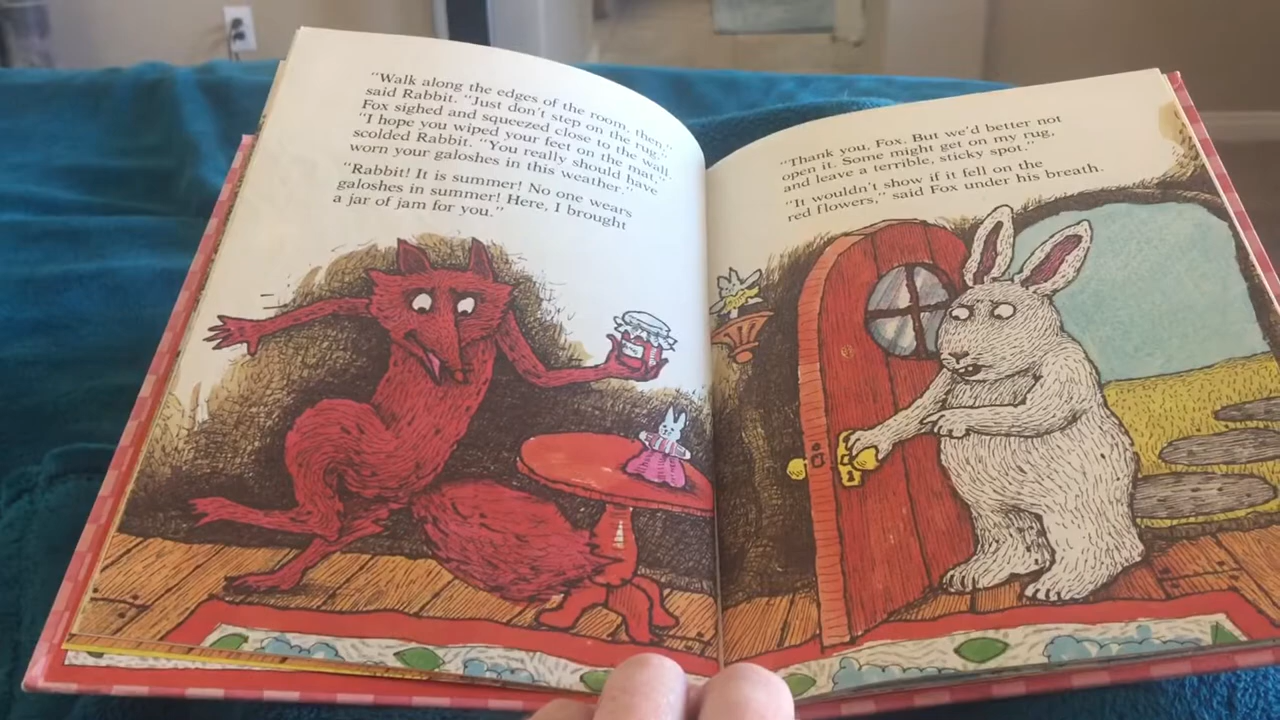 "Walk along the edges of the room, then,"
said Rabbit. "Just don't step on the rug."
Fox sighed and squeezed close to the wall.
"I hope you wiped your feet on the mat,"
scolded Rabbit. "You really should have
worn your galoshes in this weather."
"Rabbit! It is summer! No one wears
galoshes in summer! Here, I brought
a jar of jam for you."
"Thank you, Fox. But we'd better not
open it. Some might get on my rug,
and leave a terrible, sticky spot."
"It wouldn't show if it fell on the
red flowers," said Fox under his breath.